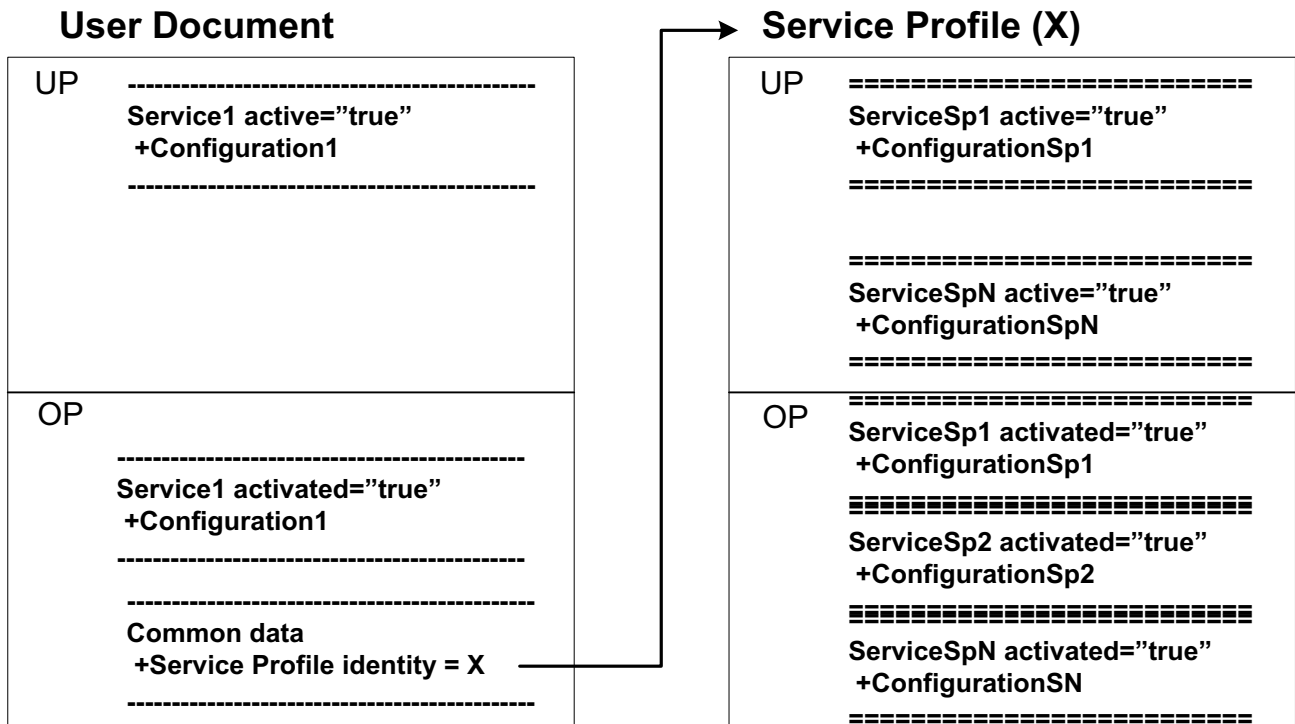 User Document
UP
----------------------------------------------
Service1 active=”true”
+Configuration1
----------------------------------------------
OP
----------------------------------------------
Service1 activated=”true”
+Configuration1
----------------------------------------------
----------------------------------------------
Common data
+Service Profile identity = X
----------------------------------------------
Service Profile (X)
UP
==========================
ServiceSp1 active=”true”
+ConfigurationSp1
==========================
==========================
ServiceSpN active=”true”
+ConfigurationSpN
==========================
OP
==========================
ServiceSp1 activated=”true”
+ConfigurationSp1
==========================
==========================
ServiceSp2 activated=”true”
+ConfigurationSp2
==========================
==========================
ServiceSpN activated=”true”
+ConfigurationSN
==========================